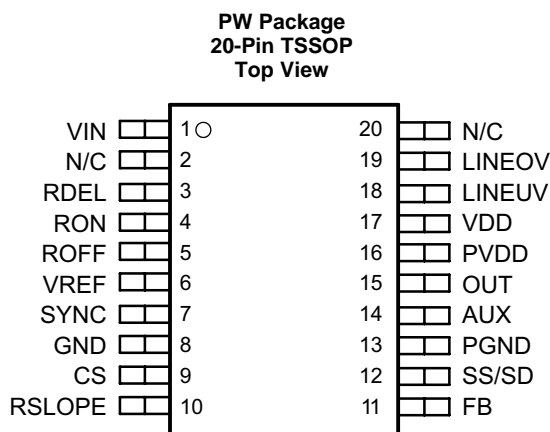 PW Package
20-Pin TSSOP
Top View
VIN 1 20 N/C
N/C 2 19 LINEOV
RDEL 3 18 LINEUV
RON 4 17 VDD
ROFF 5 16 PVDD
VREF 6 15 OUT
SYNC 7 14 AUX
GND 8 13 PGND
CS 9 12 SS/SD
RSLOPE 10 11 FB